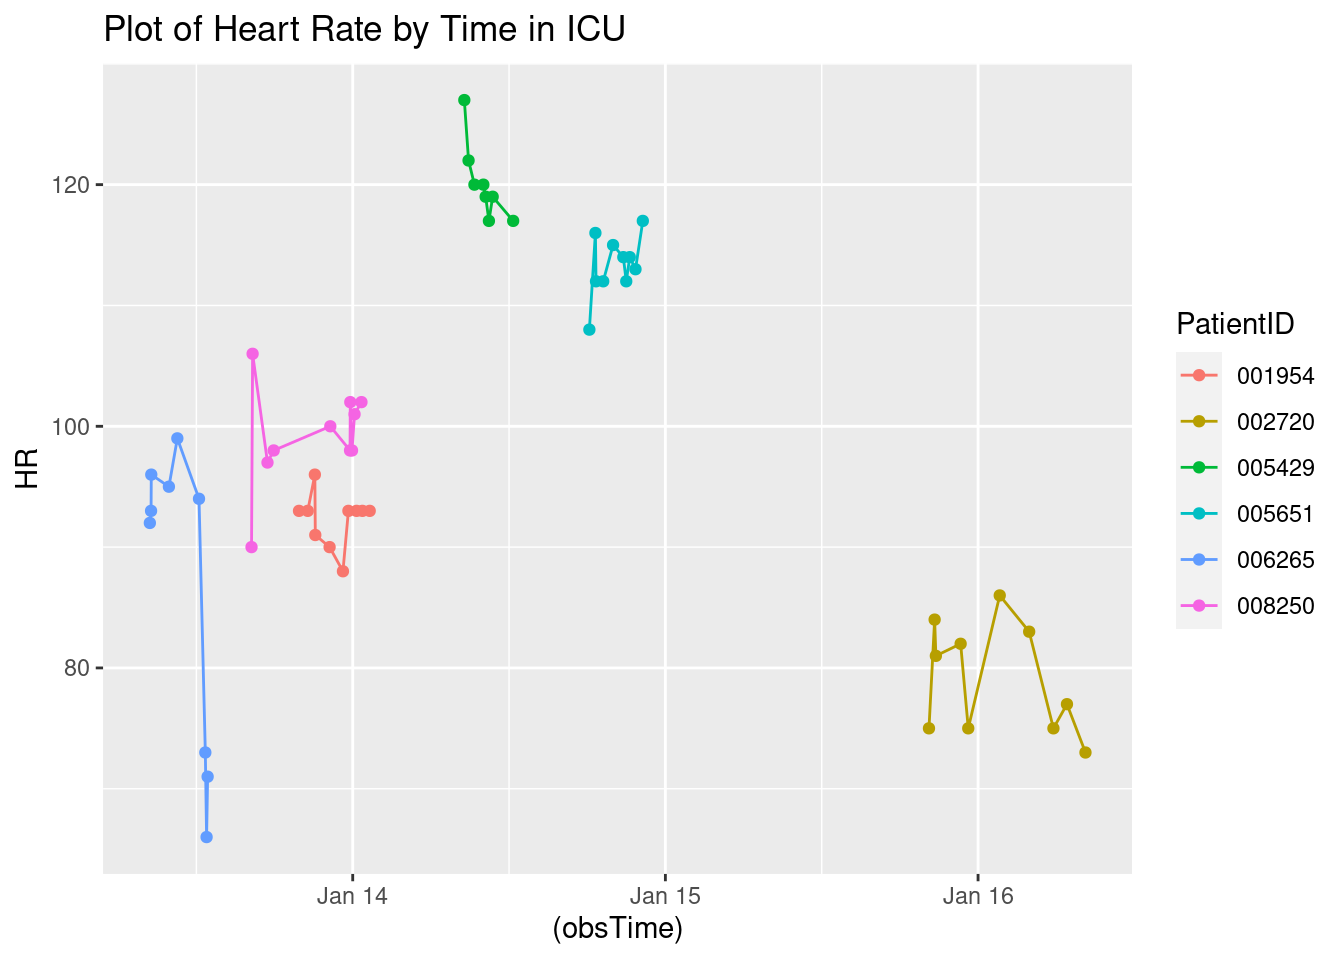 Plot of Heart Rate by Time in ICU
120
100
80
HR
Jan 14
Jan 15
Jan 16
(obsTime)
PatientID
001954
002720
005429
005651
006265
008250